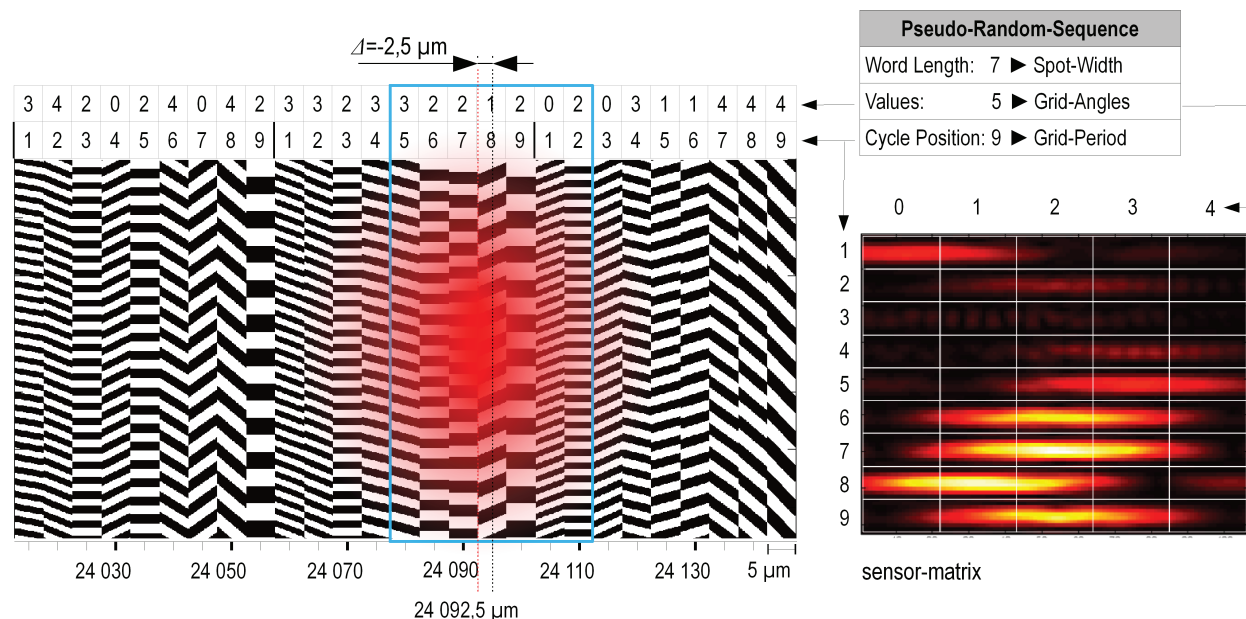 Δ=-2,5 µm
3 4 2 0 2 4 0 4 2 3 3 2 3 3 2 2 1 2 0 2 0 3 1 1 4 4 4
1 2 3 4 5 6 7 8 9 1 2 3 4 5 6 7 8 9 1 2 3 4 5 6 7 8 9
24 030 24 050 24 070 24 090 24 110 24 130 5 µm
24 092,5 µm
Pseudo-Random-Sequence
Word Length: 7 ► Spot-Width
Values: 5 ► Grid-Angles
Cycle Position: 9 ► Grid-Period
0 1 2 3 4
1
2
3
4
5
6
7
8
9
sensor-matrix